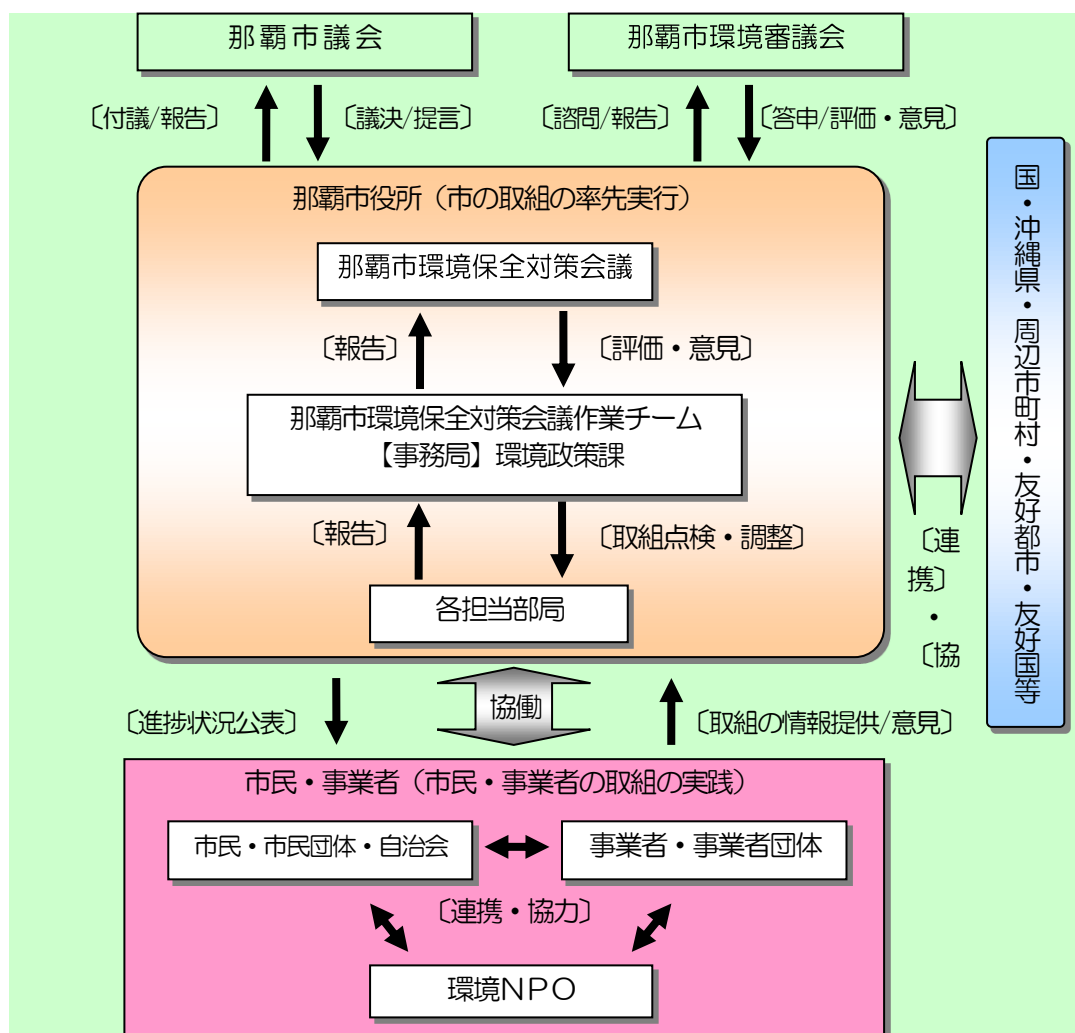 那覇市議会
那覇市環境審議会
〔付議/報告〕
〔議決/提言〕
〔諮問/報告〕
〔答申/評価・意見〕
那覇市役所（市の取組の率先実行）
那覇市環境保全対策会議
〔報告〕
〔評価・意見〕
那覇市環境保全対策会議作業チーム
【事務局】環境政策課
〔報告〕
〔取組点検・調整〕
各担当部局
国・沖縄県・周辺市町村・友好都市・友好国等
〔連
携〕
・
〔協
〔進捗状況公表〕
協働
〔取組の情報提供/意見〕
市民・事業者（市民・事業者の取組の実践）
市民・市民団体・自治会
事業者・事業者団体
〔連携・協力〕
環境NPO